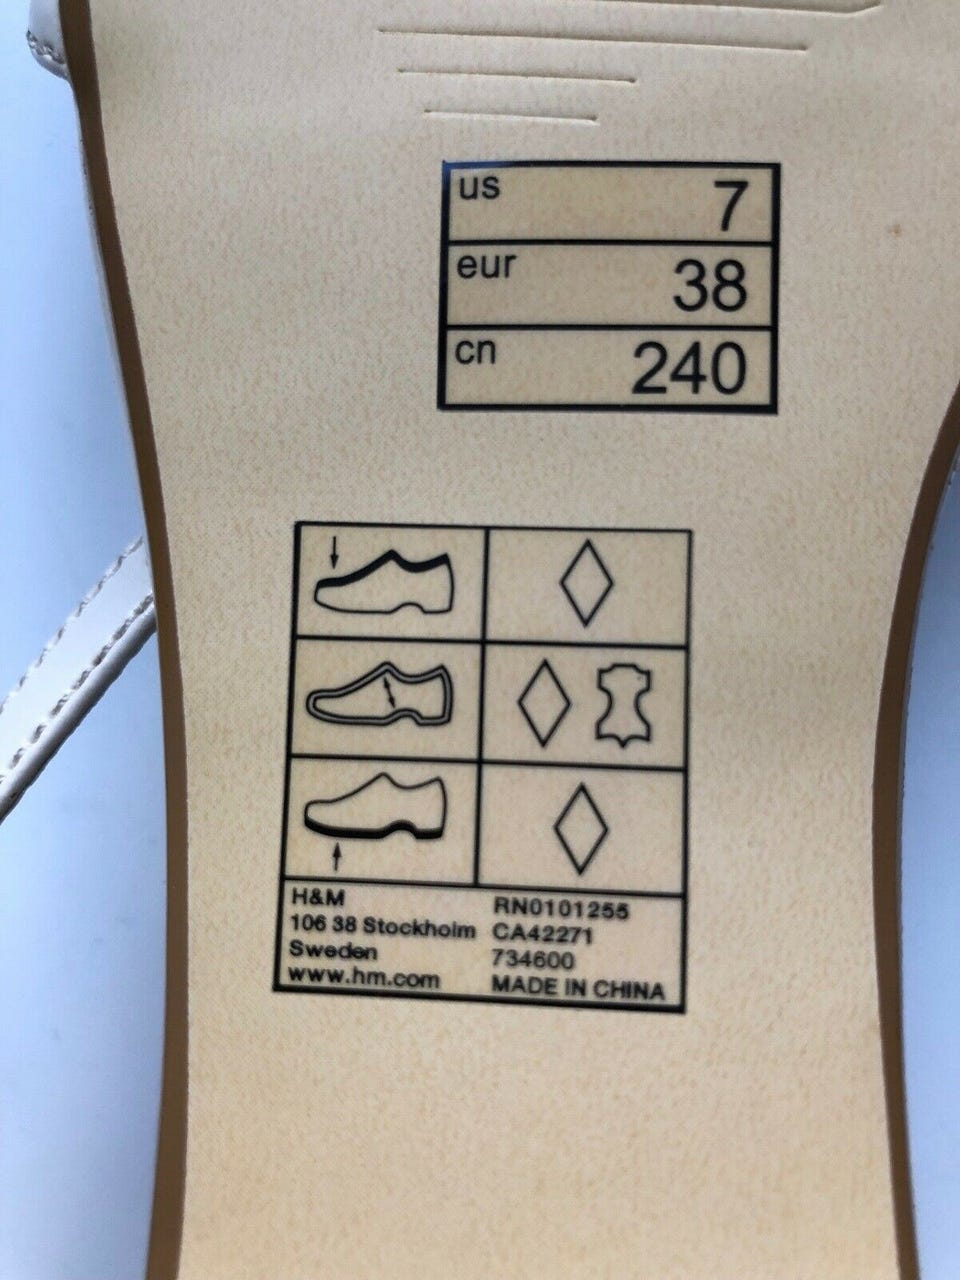 us 7
eur 38
cn 240
H&M RN0101255
106 38 Stockholm CA42271
Sweden 734600
www.hm.com MADE IN CHINA